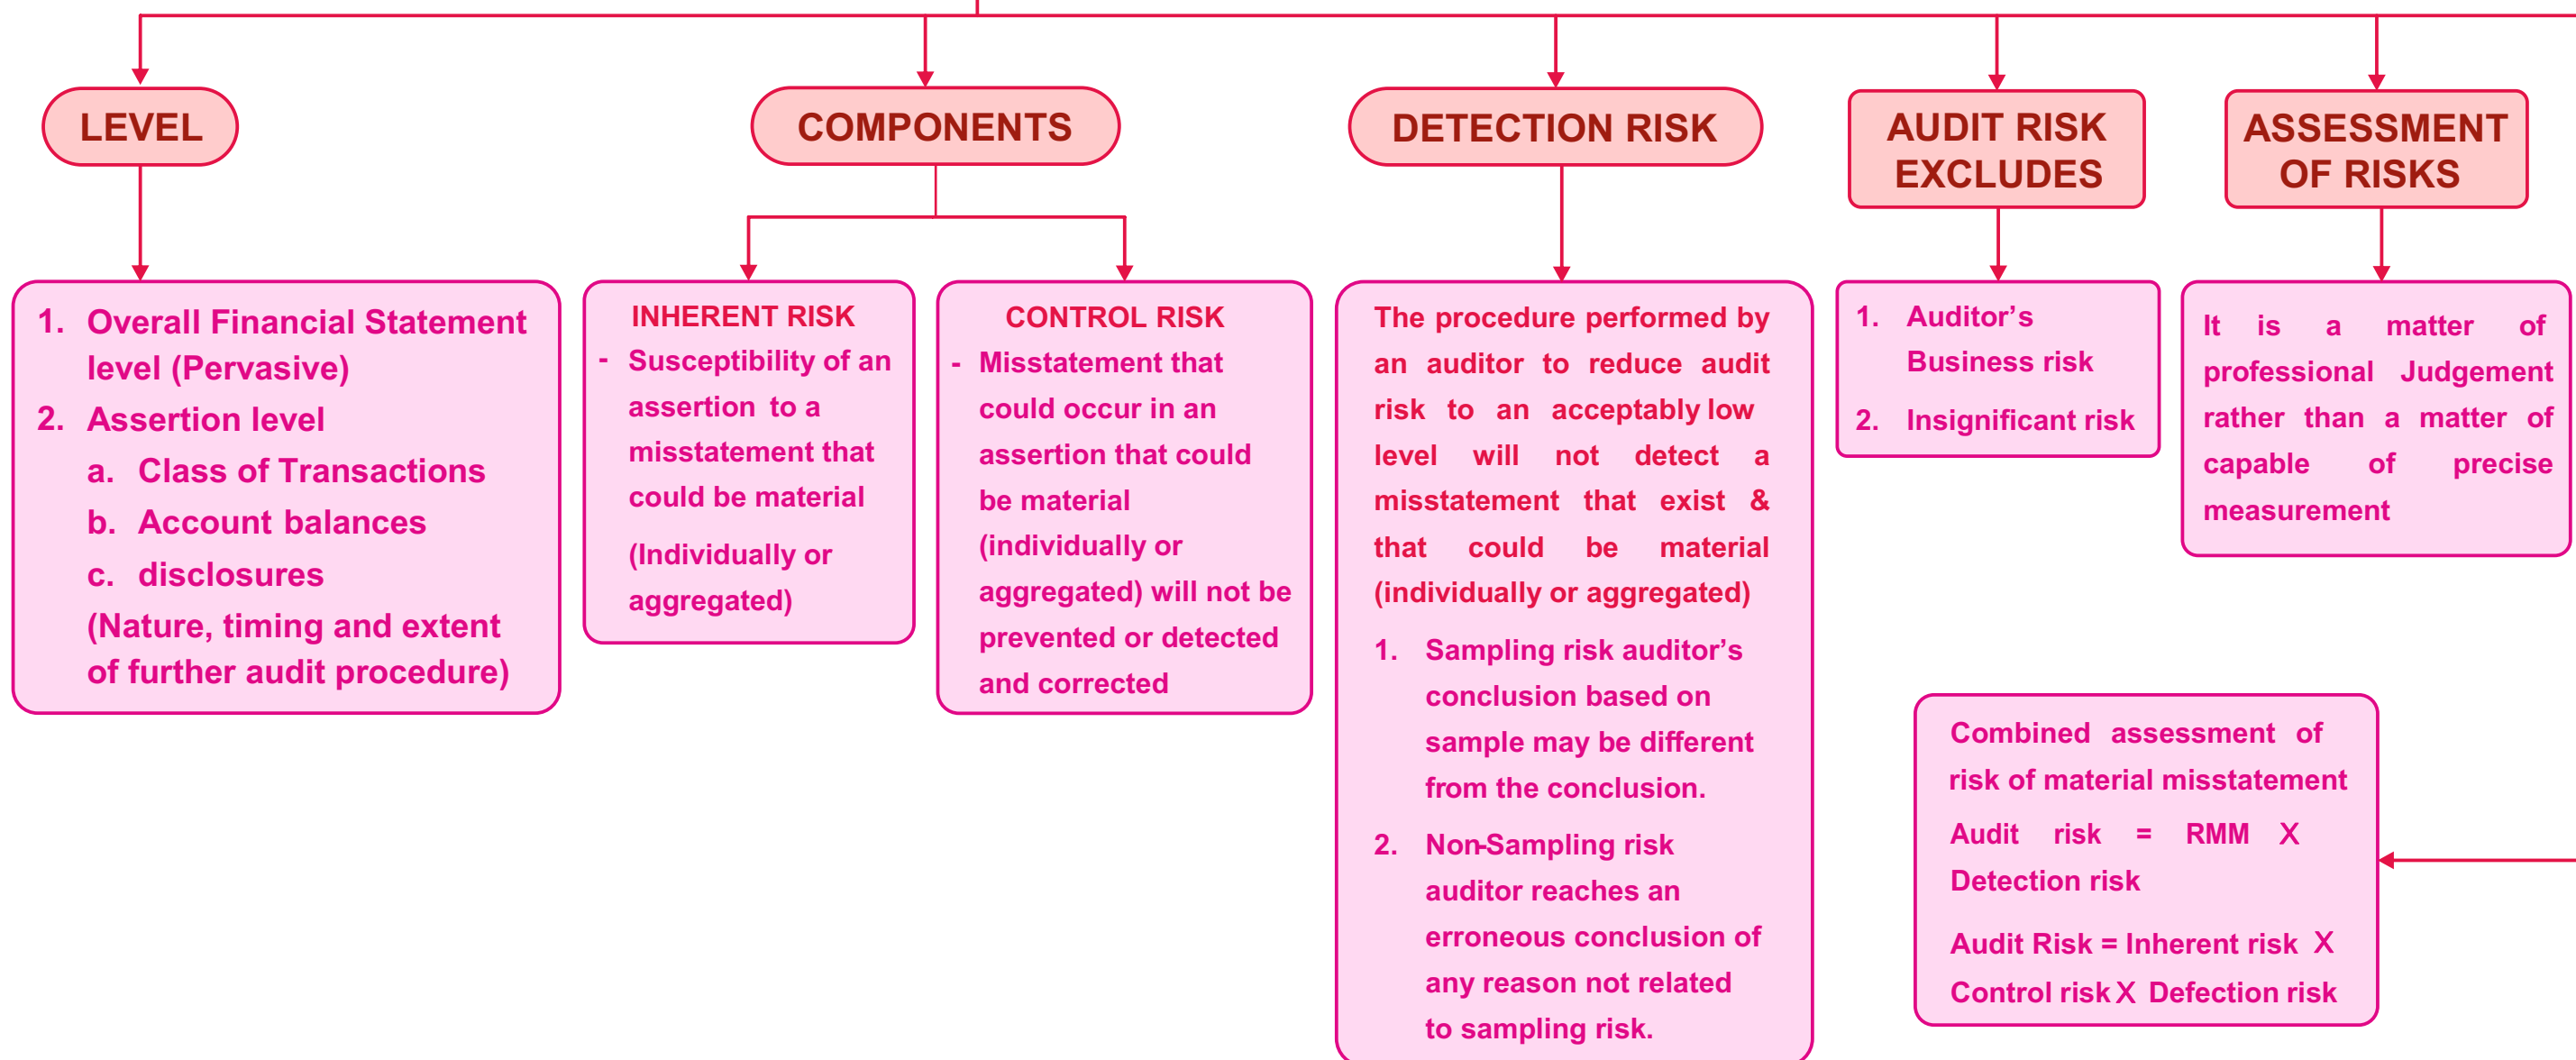 LEVEL
COMPONENTS
DETECTION RISK
AUDIT RISK
EXCLUDES
ASSESSMENT
OF RISKS
1. Overall Financial Statement
level (Pervasive)
2. Assertion level
a. Class of Transactions
b. Account balances
c. disclosures
(Nature, timing and extent
of further audit procedure)
INHERENT RISK
- Susceptibility of an
assertion to a
misstatement that
could be material
(Individually or
aggregated)
CONTROL RISK
- Misstatement that
could occur in an
assertion that could
be material
(individually or
aggregated) will not be
prevented or detected
and corrected
The procedure performed by
an auditor to reduce audit
risk to an acceptably low
level will not detect a
misstatement that exist &
that could be material
(individually or aggregated)
1. Sampling risk auditor's
conclusion based on
sample may be different
from the conclusion.
2. Non-Sampling risk
auditor reaches an
erroneous conclusion of
any reason not related
to sampling risk.
1. Auditor's
Business risk
2. Insignificant risk
It is a matter of
professional Judgement
rather than a matter of
capable of precise
measurement
Combined assessment of
risk of material misstatement
Audit risk = RMM X
Detection risk
Audit Risk = Inherent risk X
Control risk X Defection risk